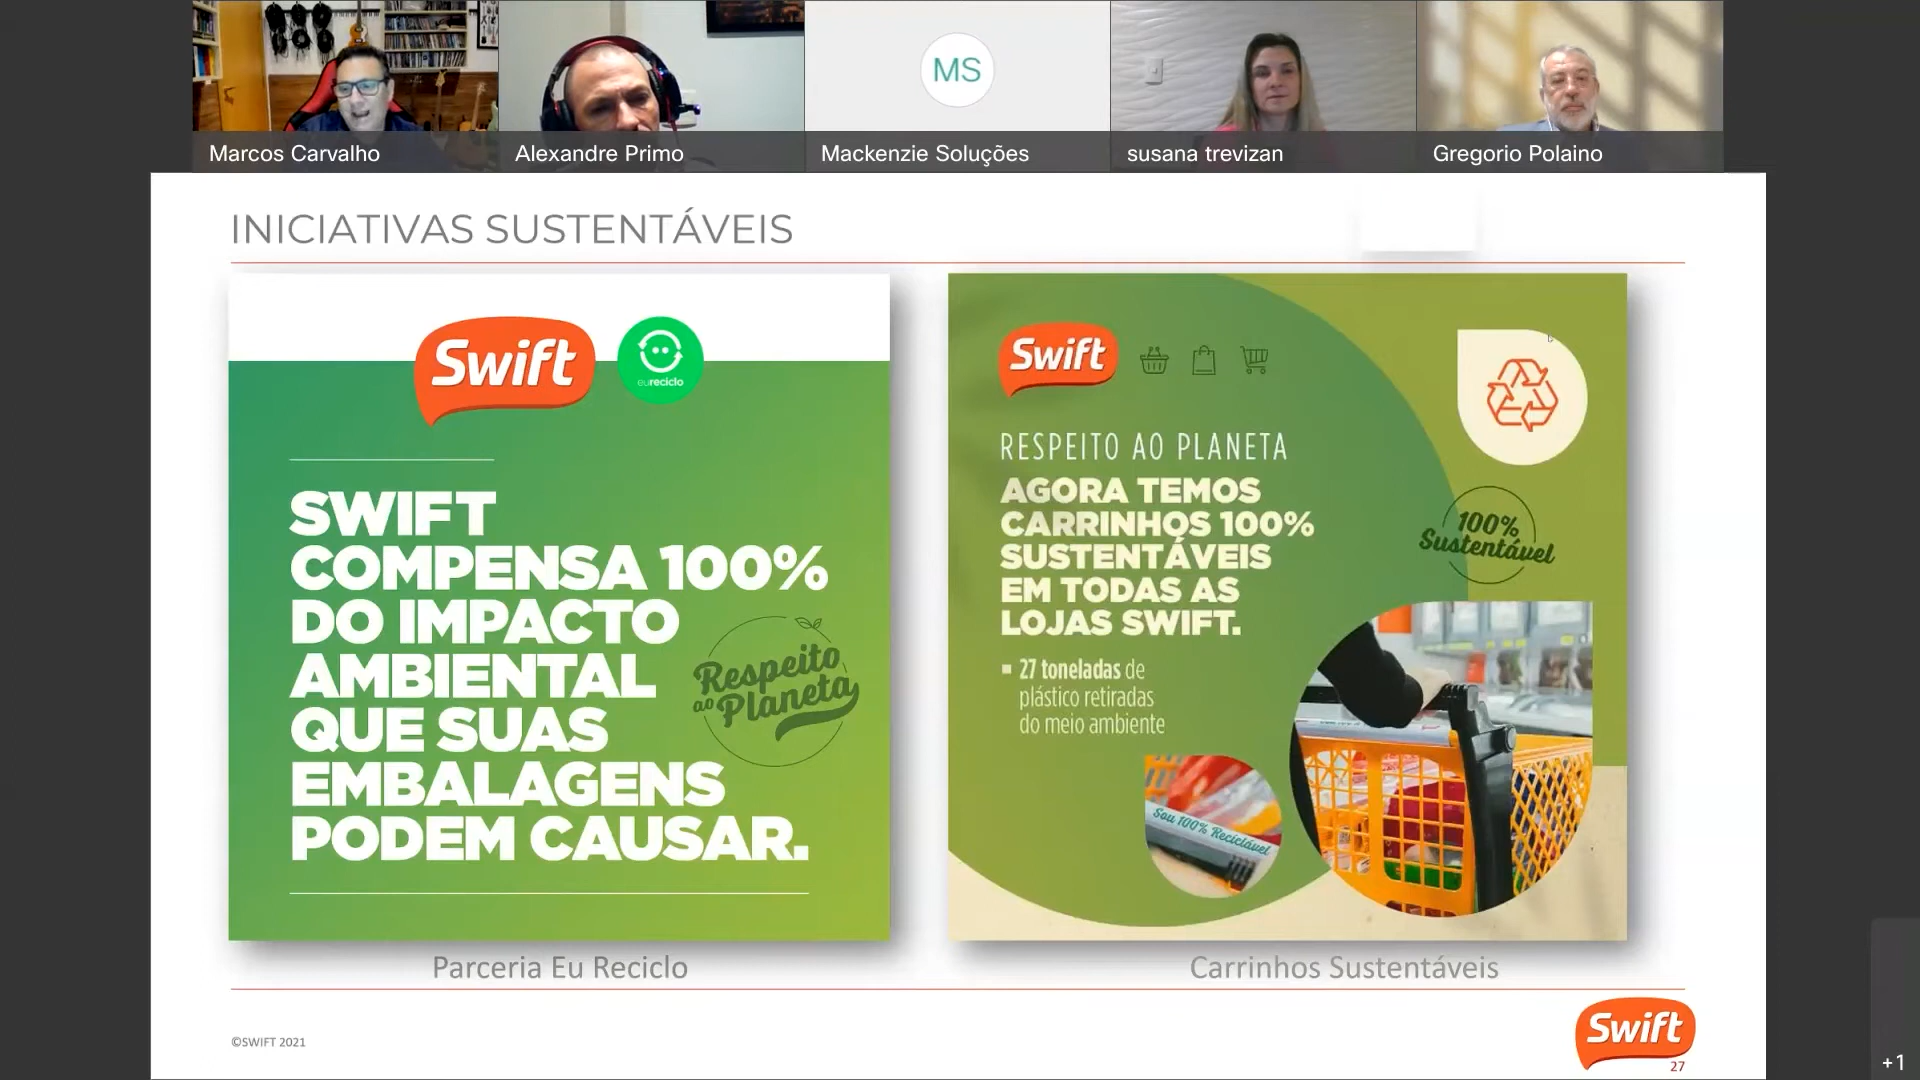 MS
Marcos Carvalho
Alexandre Primo
Mackenzie Soluções
susana trevizan
Gregorio Polaino
INICIATIVAS SUSTENTÁVEIS
Swift
eureciclo
SWIFT
COMPENSA 100%
DO IMPACTO
AMBIENTAL
QUE SUAS
EMBALAGENS
PODEM CAUSAR.
Respeito
ao Planeta
Parceria Eu Reciclo
Swift
RESPEITO AO PLANETA
AGORA TEMOS
CARRINHOS 100%
SUSTENTÁVEIS
EM TODAS AS
LOJAS SWIFT.
100%
Sustentável
27 toneladas de
plástico retiradas
do meio ambiente
Sou 100% Reciclável
Carrinhos Sustentáveis
©SWIFT 2021
Swift
27
+1